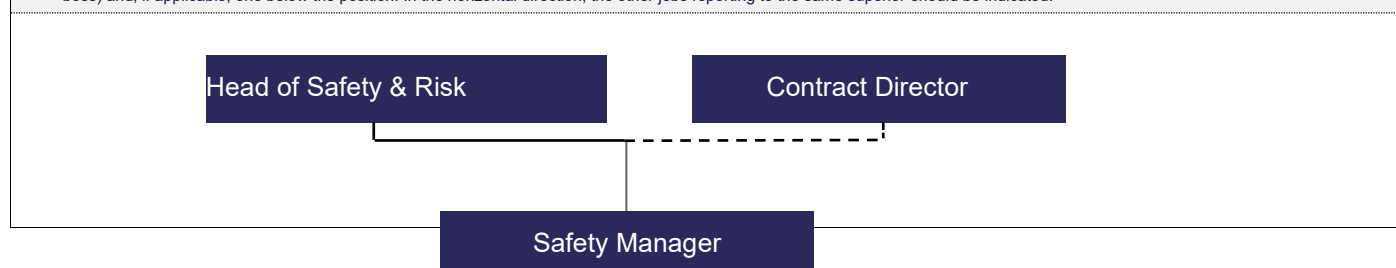 boss) and, if applicable, one below the position. In the horizontal direction, the other jobs reporting to the same superior should be indicated.
Head of Safety & Risk
Contract Director
Safety Manager